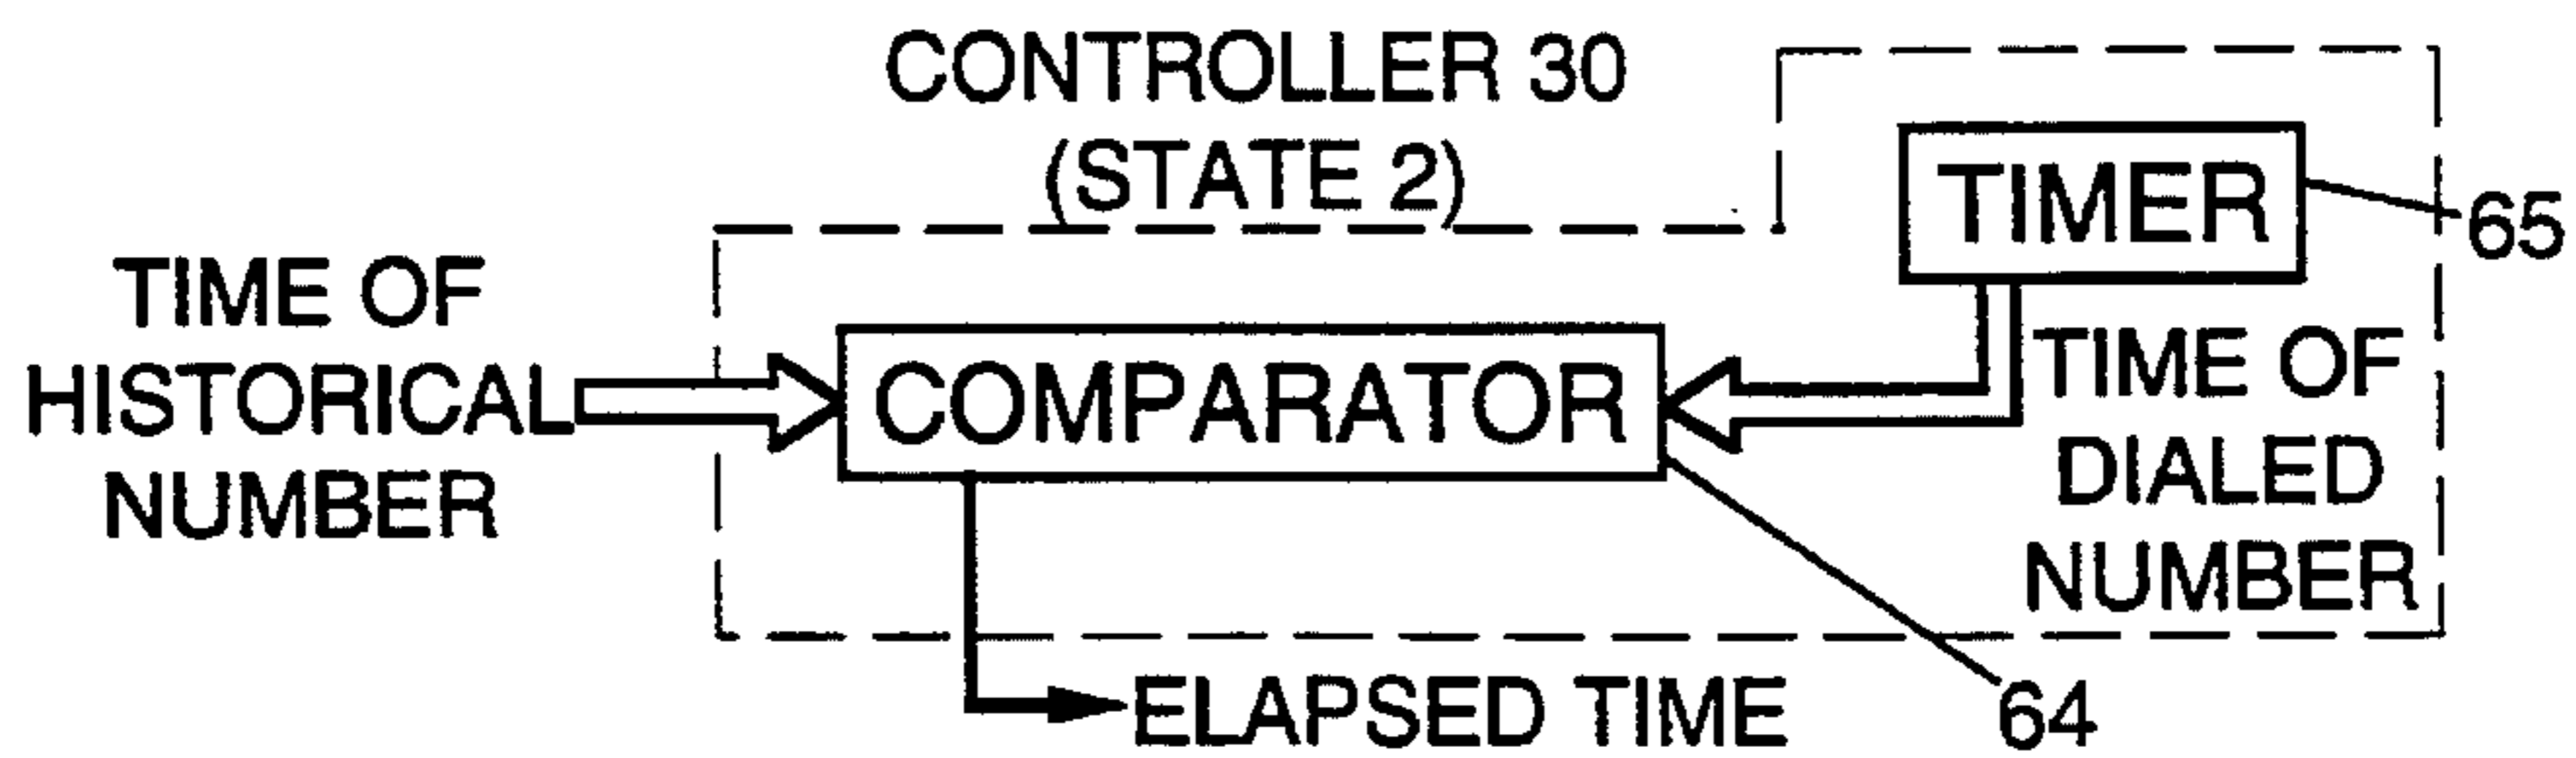 CONTROLLER 30
(STATE 2)
TIMER
65
TIME OF
HISTORICAL
NUMBER
COMPARATOR
TIME OF
DIALED
NUMBER
ELAPSED TIME
64